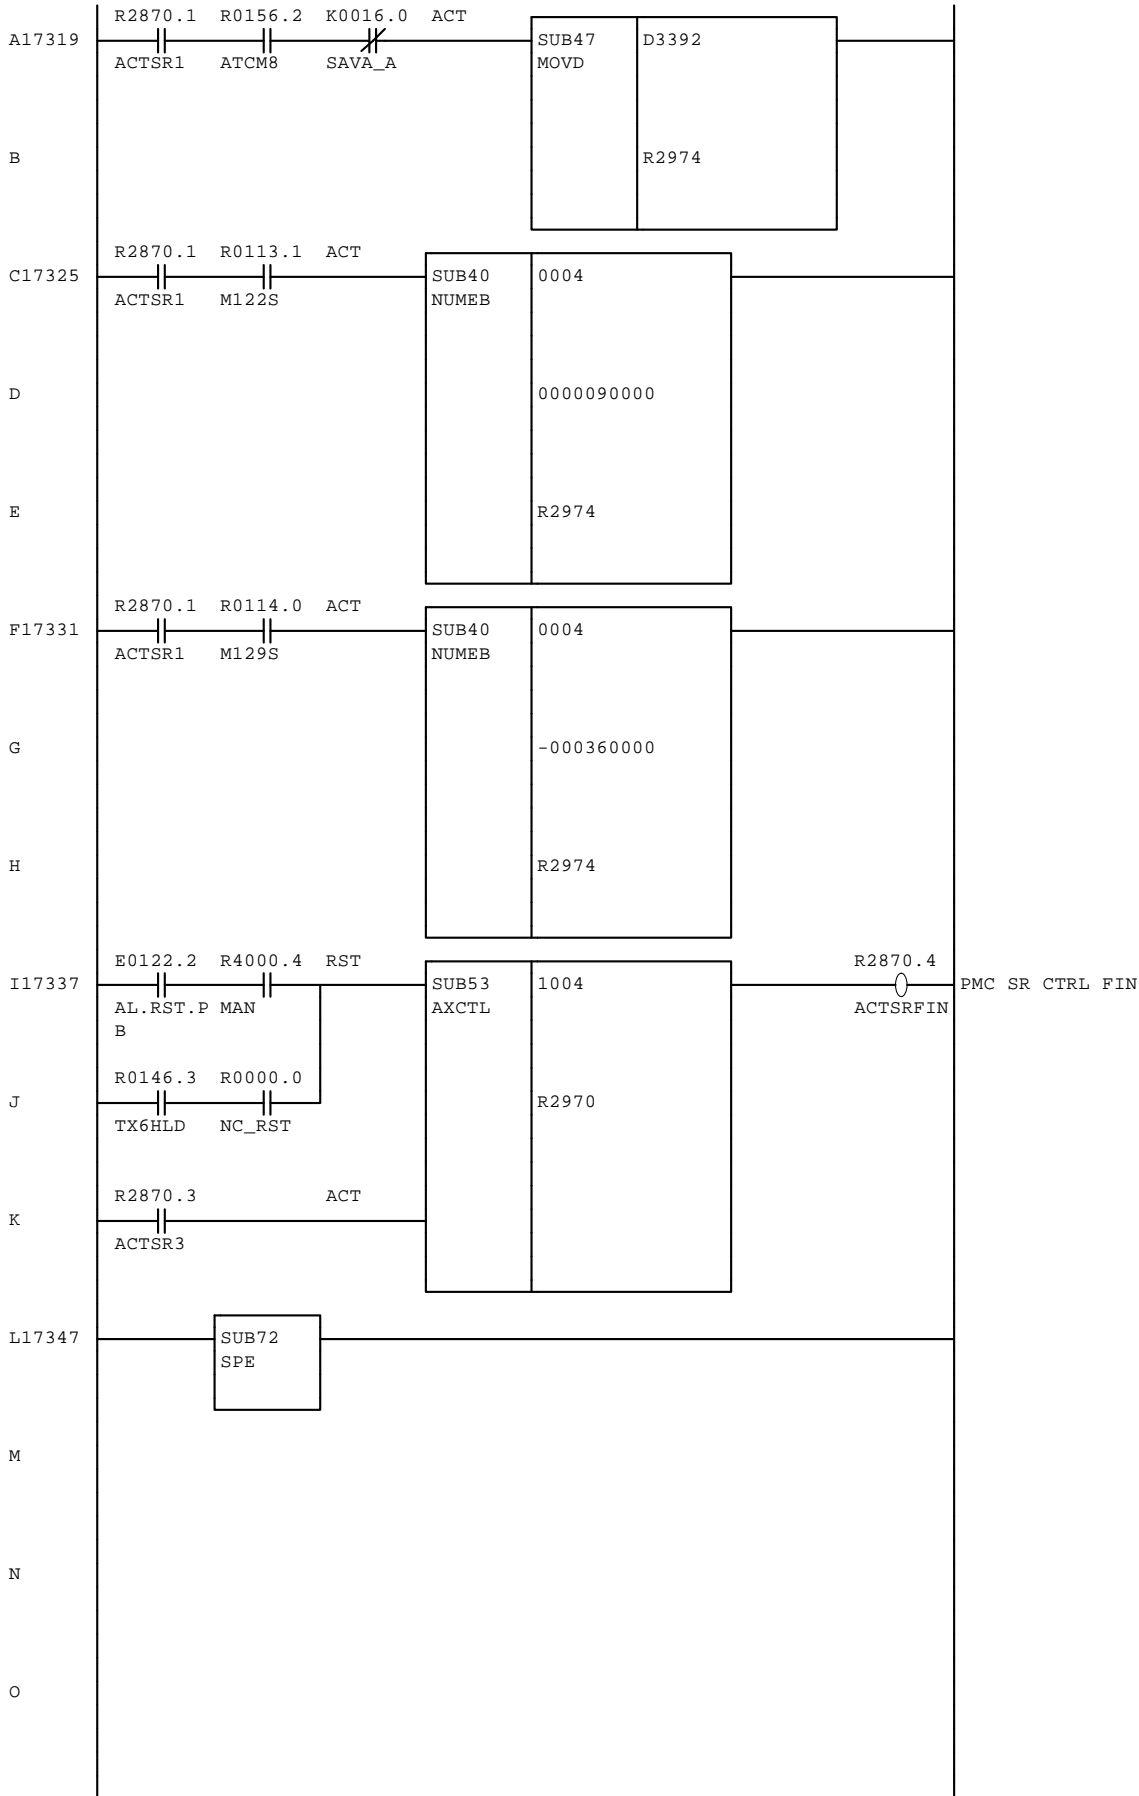 R2870.1 R0156.2 K0016.0 ACT
A17319 SUB47 D3392
ACTSR1 ATCM8 SAVA_A MOVD
B R2974
R2870.1 R0113.1 ACT
C17325 SUB40 0004
ACTSR1 M122S NUMEB
D 0000090000
E R2974
R2870.1 R0114.0 ACT
F17331 SUB40 0004
ACTSR1 M129S NUMEB
G -000360000
H R2974
E0122.2 R4000.4 RST R2870.4
I17337 SUB53 1004 PMC SR CTRL FIN
AL.RST.P MAN AXCTL ACTSRFIN
B
R0146.3 R0000.0
J R2970
TX6HLD NC_RST
R2870.3 ACT
K
ACTSR3
L17347 SUB72
SPE
M
N
O